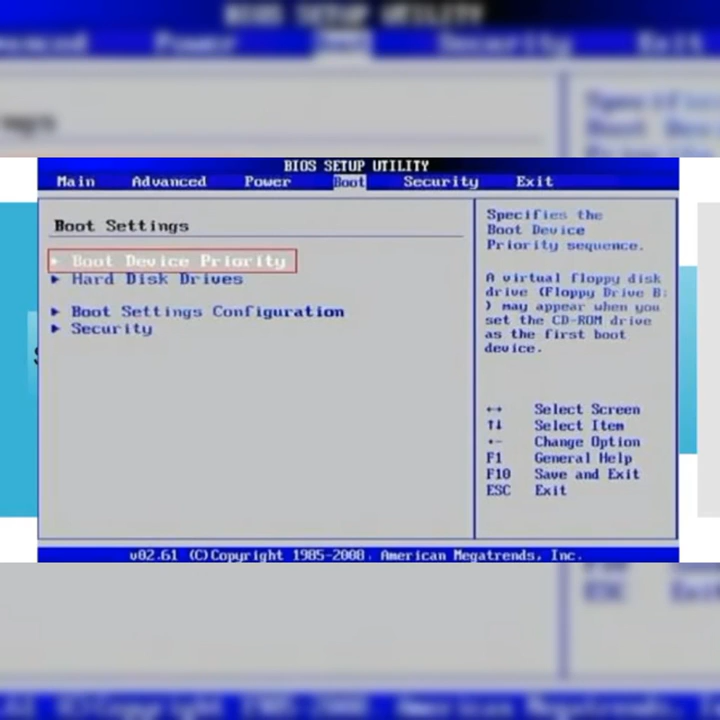 BIOS SETUP UTILITY
Main Advanced Power Boot Security Exit
Boot Settings
Boot Device Priority
Hard Disk Drives
Boot Settings Configuration
Security
Specifies the
Boot Device
Priority sequence.
A virtual floppy disk
drive (Floppy Drive B:
) may appear when you
set the CD-ROM drive
as the first boot
device.
↔ Select Screen
↑↓ Select Item
+- Change Option
F1 General Help
F10 Save and Exit
ESC Exit
v02.61 (C)Copyright 1985-2008, American Megatrends, Inc.